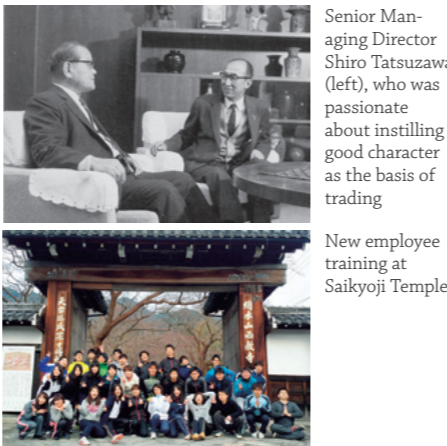 Senior Man-
aging Director
Shiro Tatsuzawa
(left), who was
passionate
about instilling
good character
as the basis of
trading
New employee
training at
Saikyoji Temple